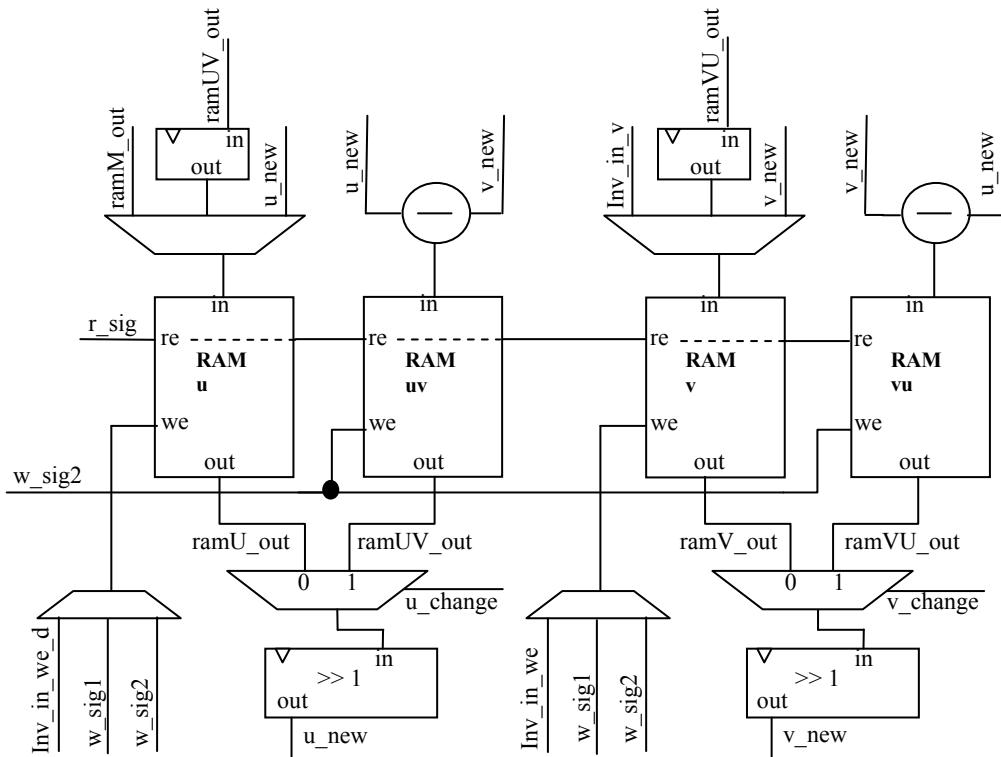 ramUV_out
ramVU_out
ramM_out
in
out
u_new
u_new
v_new
Inv_in_v
in
out
v_new
v_new
u_new
in
in
in
in
r_sig
re
RAM
u
re
RAM
uv
re
RAM
v
re
RAM
vu
we
we
we
out
out
out
out
w_sig2
ramU_out
ramUV_out
ramV_out
ramVU_out
0 1
u_change
0 1
v_change
Inv_in_we_d
w_sig1
w_sig2
in
>> 1
out
u_new
Inv_in_we
w_sig1
w_sig2
in
>> 1
out
v_new